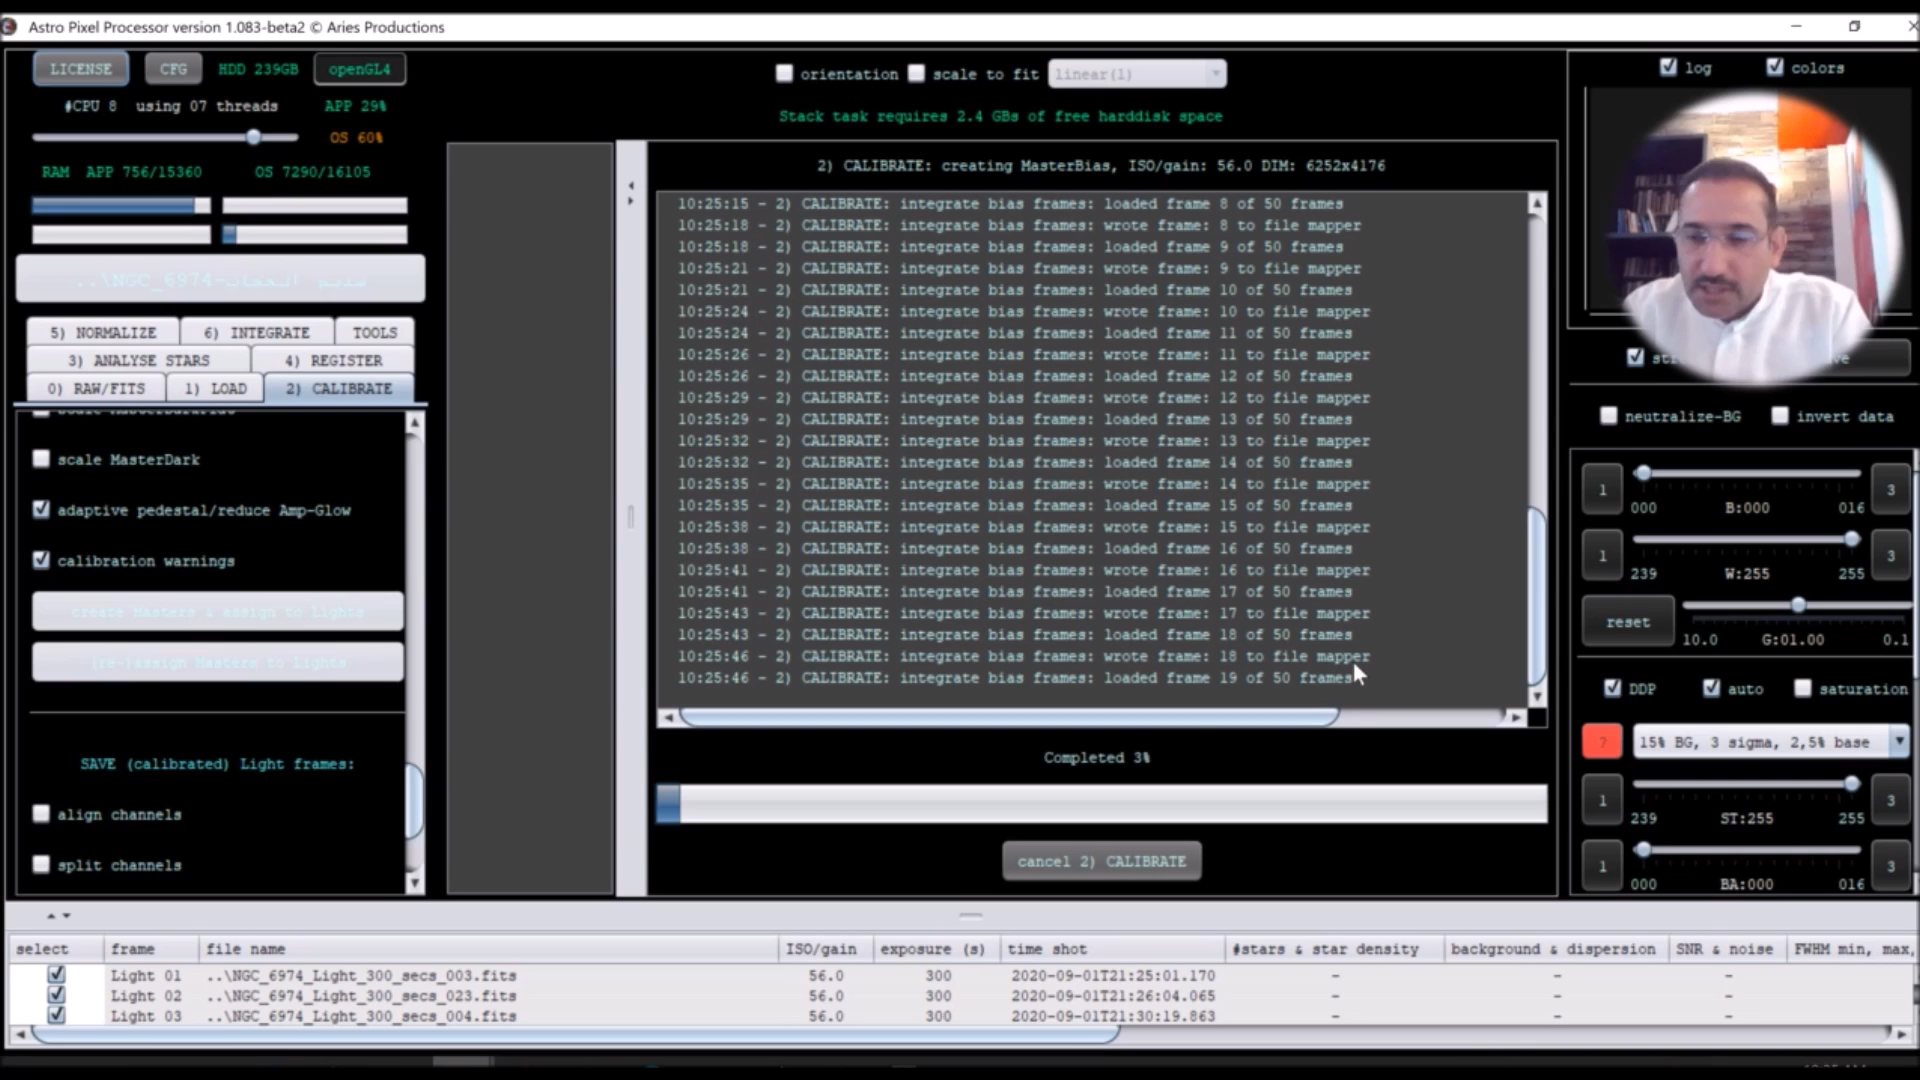 Astro Pixel Processor version 1.083-beta2 © Aries Productions
LICENSE CFG HDD 239GB openGL4
#CPU 8 using 07 threads APP 29%
OS 60%
RAM APP 756/15360 OS 7290/16105
..\NGC_6974-سديم الحجاب
5) NORMALIZE 6) INTEGRATE TOOLS
3) ANALYSE STARS 4) REGISTER
0) RAW/FITS 1) LOAD 2) CALIBRATE
scale MasterDark
adaptive pedestal/reduce Amp-Glow
calibration warnings
create Masters & assign to Lights
(re-)assign Masters to Lights
SAVE (calibrated) Light frames:
align channels
split channels
orientation scale to fit linear(1)
Stack task requires 2.4 GBs of free harddisk space
2) CALIBRATE: creating MasterBias, ISO/gain: 56.0 DIM: 6252x4176
10:25:15 - 2) CALIBRATE: integrate bias frames: loaded frame 8 of 50 frames
10:25:18 - 2) CALIBRATE: integrate bias frames: wrote frame: 8 to file mapper
10:25:18 - 2) CALIBRATE: integrate bias frames: loaded frame 9 of 50 frames
10:25:21 - 2) CALIBRATE: integrate bias frames: wrote frame: 9 to file mapper
10:25:21 - 2) CALIBRATE: integrate bias frames: loaded frame 10 of 50 frames
10:25:24 - 2) CALIBRATE: integrate bias frames: wrote frame: 10 to file mapper
10:25:24 - 2) CALIBRATE: integrate bias frames: loaded frame 11 of 50 frames
10:25:26 - 2) CALIBRATE: integrate bias frames: wrote frame: 11 to file mapper
10:25:26 - 2) CALIBRATE: integrate bias frames: loaded frame 12 of 50 frames
10:25:29 - 2) CALIBRATE: integrate bias frames: wrote frame: 12 to file mapper
10:25:29 - 2) CALIBRATE: integrate bias frames: loaded frame 13 of 50 frames
10:25:32 - 2) CALIBRATE: integrate bias frames: wrote frame: 13 to file mapper
10:25:32 - 2) CALIBRATE: integrate bias frames: loaded frame 14 of 50 frames
10:25:35 - 2) CALIBRATE: integrate bias frames: wrote frame: 14 to file mapper
10:25:35 - 2) CALIBRATE: integrate bias frames: loaded frame 15 of 50 frames
10:25:38 - 2) CALIBRATE: integrate bias frames: wrote frame: 15 to file mapper
10:25:38 - 2) CALIBRATE: integrate bias frames: loaded frame 16 of 50 frames
10:25:41 - 2) CALIBRATE: integrate bias frames: wrote frame: 16 to file mapper
10:25:41 - 2) CALIBRATE: integrate bias frames: loaded frame 17 of 50 frames
10:25:43 - 2) CALIBRATE: integrate bias frames: wrote frame: 17 to file mapper
10:25:43 - 2) CALIBRATE: integrate bias frames: loaded frame 18 of 50 frames
10:25:46 - 2) CALIBRATE: integrate bias frames: wrote frame: 18 to file mapper
10:25:46 - 2) CALIBRATE: integrate bias frames: loaded frame 19 of 50 frames
Completed 3%
cancel 2) CALIBRATE
log colors
neutralize-BG invert data
1 3
000 B:000 016
1 3
239 W:255 255
reset 10.0 G:01.00 0.1
DDP auto saturation
? 15% BG, 3 sigma, 2,5% base
1 3
239 ST:255 255
1 3
000 BA:000 016
select frame file name ISO/gain exposure (s) time shot #stars & star density background & dispersion SNR & noise FWHM min, max,
Light 01 ..\NGC_6974_Light_300_secs_003.fits 56.0 300 2020-09-01T21:25:01.170 - - -
Light 02 ..\NGC_6974_Light_300_secs_023.fits 56.0 300 2020-09-01T21:26:04.065 - - -
Light 03 ..\NGC_6974_Light_300_secs_004.fits 56.0 300 2020-09-01T21:30:19.863 - - -